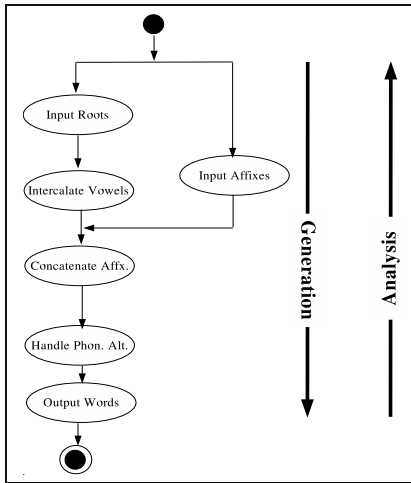 Input Roots
Intercalate Vowels
Input Affixes
Concatenate Affx.
Handle Phon. Alt.
Output Words
Generation
Analysis